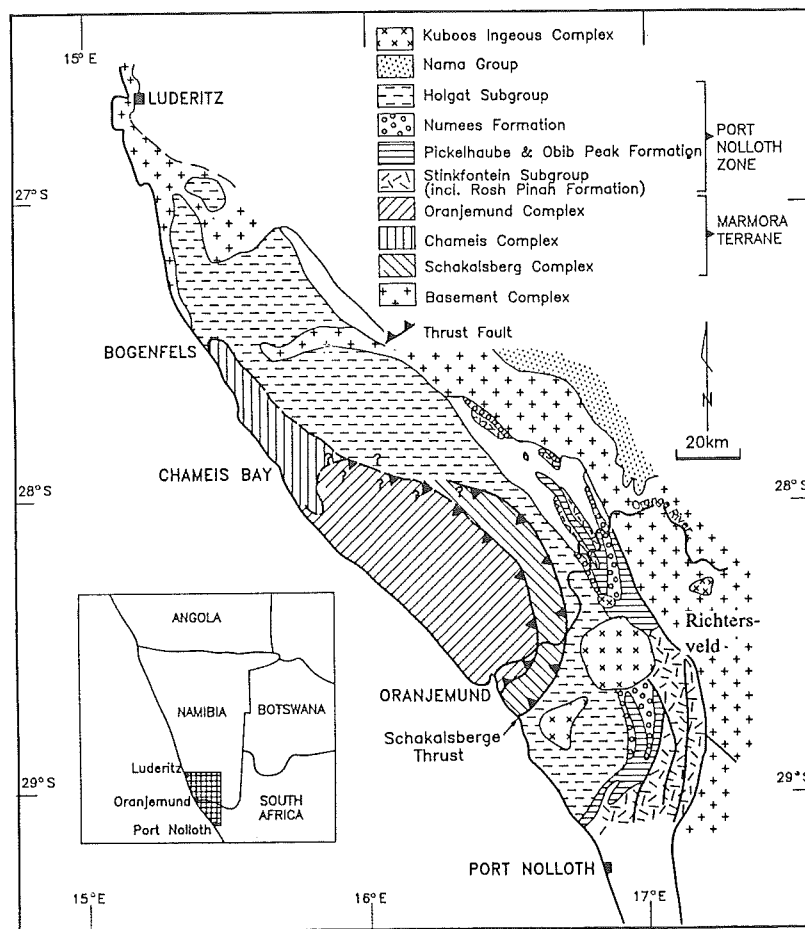 15°E
LUDERITZ
27°S
BOGENFELS
CHAMEIS BAY
28°S
ORANJEMUND
Schakalsberge
Thrust
29°S
PORT NOLLOTH
15°E
16°E
17°E
Kuboos Ingeous Complex
Nama Group
Holgat Subgroup
Numees Formation
Pickelhaube & Obib Peak Formation
Stinkfontein Subgroup
(incl. Rosh Pinah Formation)
Oranjemund Complex
Chameis Complex
Schakalsberg Complex
Basement Complex
Thrust Fault
PORT
NOLLOTH
ZONE
MARMORA
TERRANE
N
20km
28°S
Orange River
Richters-
veld
29°S
?
?
?
?
?
ANGOLA
NAMIBIA
BOTSWANA
Luderitz
Oranjemund
Port Nolloth
SOUTH
AFRICA